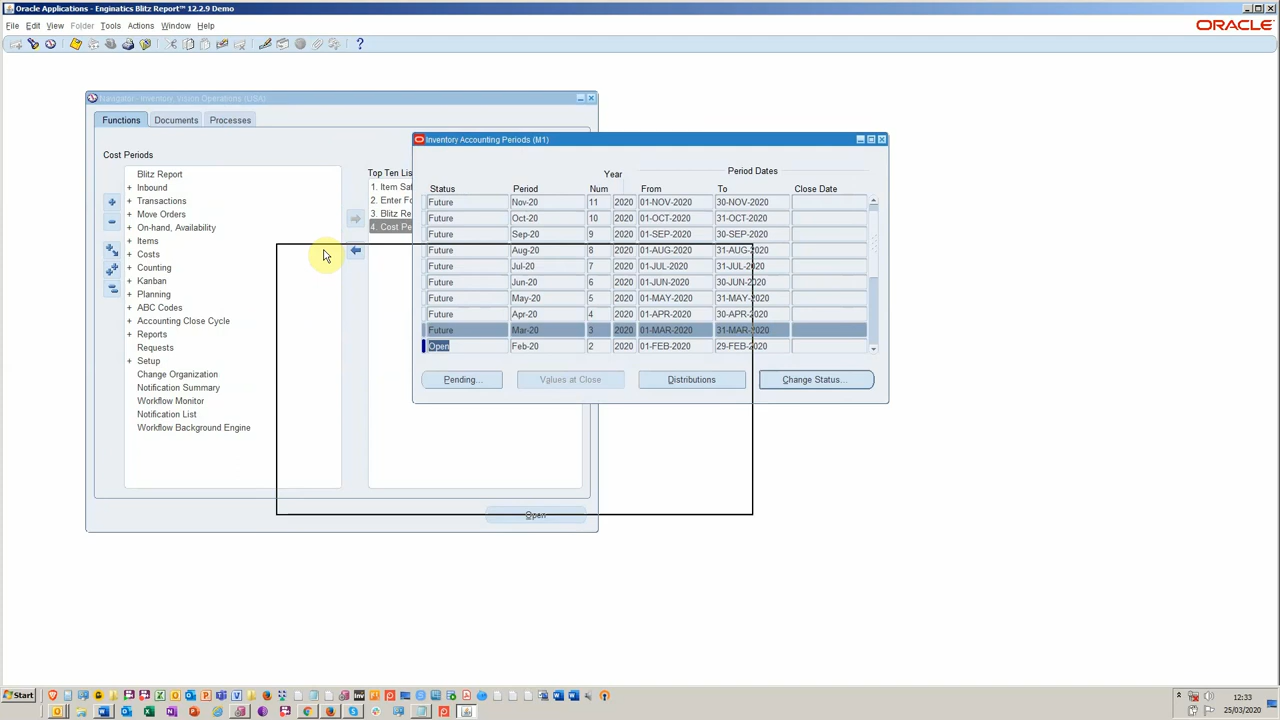 Oracle Applications - Enginatics Blitz Report™ 12.2.9 Demo
File Edit View Folder Tools Actions Window Help
ORACLE
Navigator - Inventory, Vision Operations (USA)
Functions Documents Processes
Cost Periods
Blitz Report
+ Inbound
+ Transactions
+ Move Orders
+ On-hand, Availability
+ Items
+ Costs
+ Counting
+ Kanban
+ Planning
+ ABC Codes
+ Accounting Close Cycle
+ Reports
Requests
+ Setup
Change Organization
Notification Summary
Workflow Monitor
Notification List
Workflow Background Engine
Top Ten Lis
1. Item Sa
2. Enter Fo
3. Blitz Re
4. Cost Pe
Open
Inventory Accounting Periods (M1)
Year Period Dates
Status Period Num From To Close Date
Future Nov-20 11 2020 01-NOV-2020 30-NOV-2020
Future Oct-20 10 2020 01-OCT-2020 31-OCT-2020
Future Sep-20 9 2020 01-SEP-2020 30-SEP-2020
Future Aug-20 8 2020 01-AUG-2020 31-AUG-2020
Future Jul-20 7 2020 01-JUL-2020 31-JUL-2020
Future Jun-20 6 2020 01-JUN-2020 30-JUN-2020
Future May-20 5 2020 01-MAY-2020 31-MAY-2020
Future Apr-20 4 2020 01-APR-2020 30-APR-2020
Future Mar-20 3 2020 01-MAR-2020 31-MAR-2020
Open Feb-20 2 2020 01-FEB-2020 29-FEB-2020
Pending... Values at Close Distributions Change Status...
Start
12:33
25/03/2020